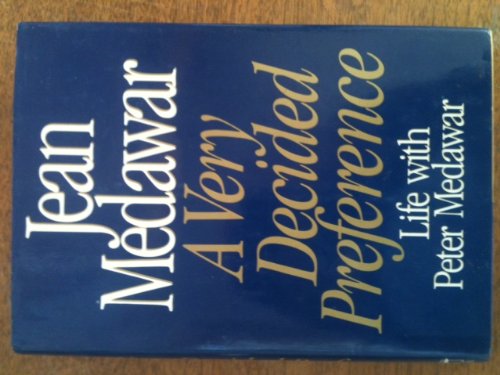 Jean
Medawar
A Very
Decided
Preference
Life with
Peter Medawar